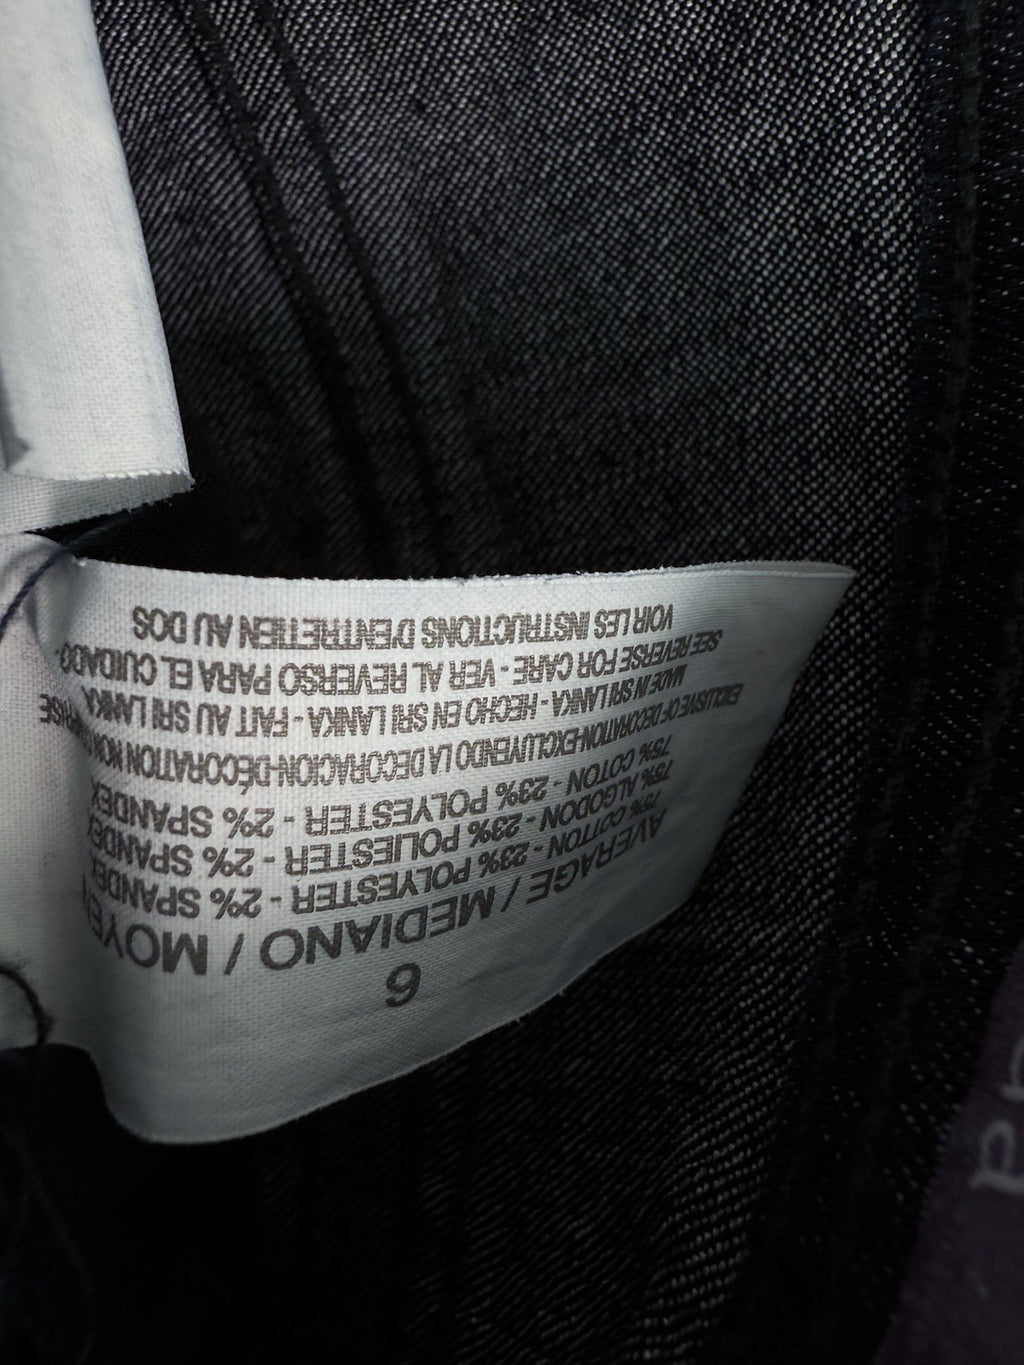 6
AVERAGE / MEDIANO / MOYEN
75% COTTON - 23% POLYESTER - 2% SPANDEX
75% ALGODON - 23% POLIESTER - 2% SPANDEX
75% COTON - 23% POLYESTER - 2% SPANDEX
EXCLUSIVE OF DECORATION-EXCLUYENDO LA DECORACION-DÉCORATION NON
MADE IN SRI LANKA - HECHO EN SRI LANKA - FAIT AU SRI LANKA
SEE REVERSE FOR CARE - VER AL REVERSO PARA EL CUIDADO -
VOIR LES INSTRUCTIONS D'ENTRETIEN AU DOS